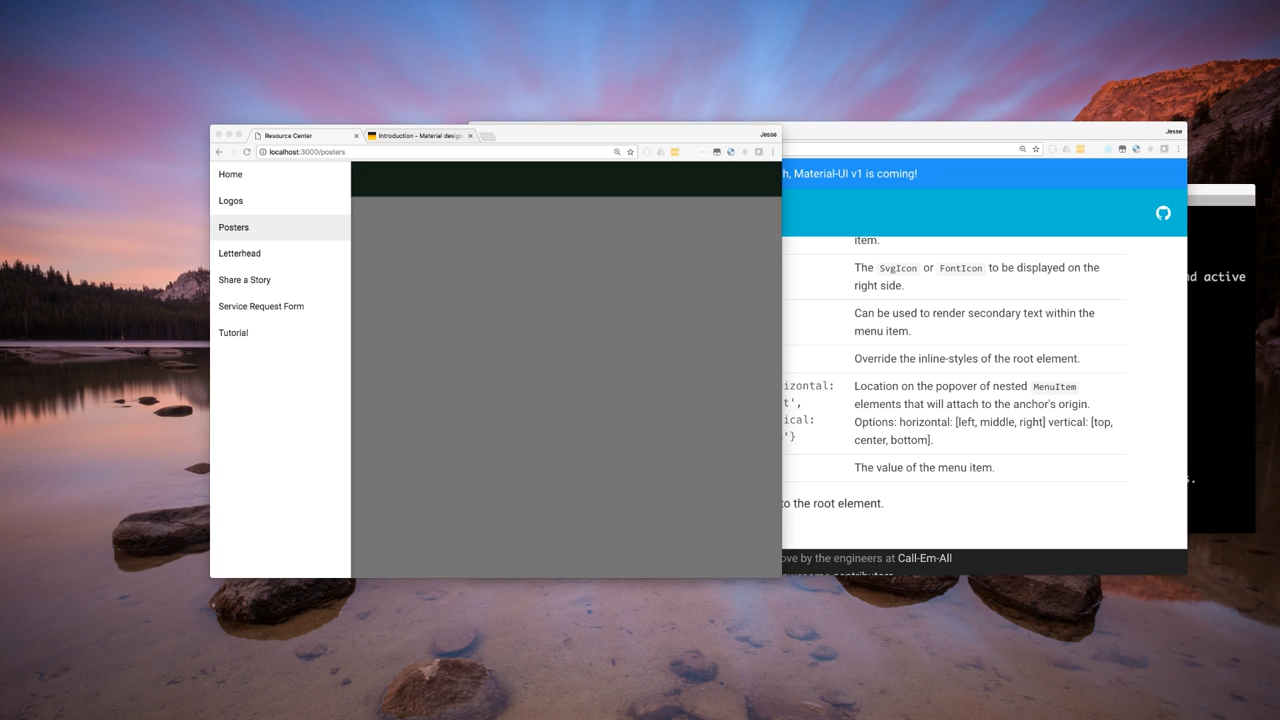 Resource Center
Introduction - Material design
Jesse
localhost:3000/posters
Home
Logos
Posters
Letterhead
Share a Story
Service Request Form
Tutorial
Jesse
h, Material-UI v1 is coming!
item.
The SvgIcon or FontIcon to be displayed on the
right side.
Can be used to render secondary text within the
menu item.
Override the inline-styles of the root element.
izontal:
t',
ical:
'}
Location on the popover of nested MenuItem
elements that will attach to the anchor's origin.
Options: horizontal: [left, middle, right] vertical: [top,
center, bottom].
The value of the menu item.
to the root element.
ove by the engineers at Call-Em-All
awesome contributors
nd active
s.